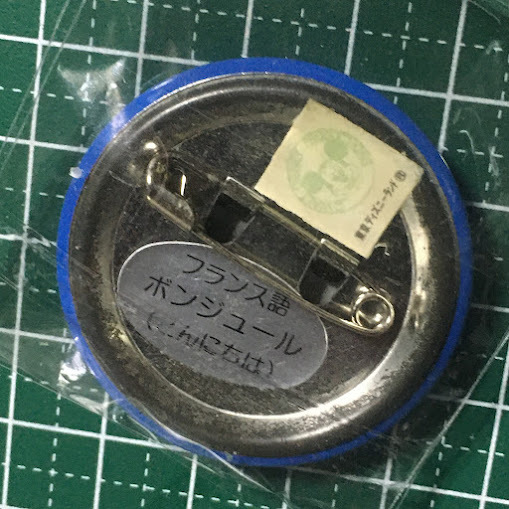 東京ディズニーランド
フランス語
ボンジュール
(こんにちは)